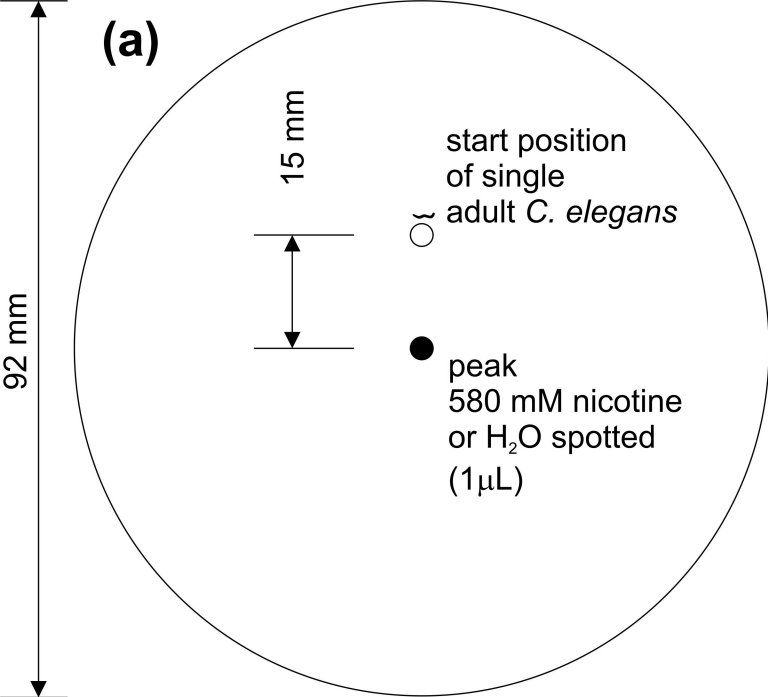 (a)
15 mm
start position
of single
adult C. elegans
92 mm
peak
580 mM nicotine
or H₂O spotted
(1μL)